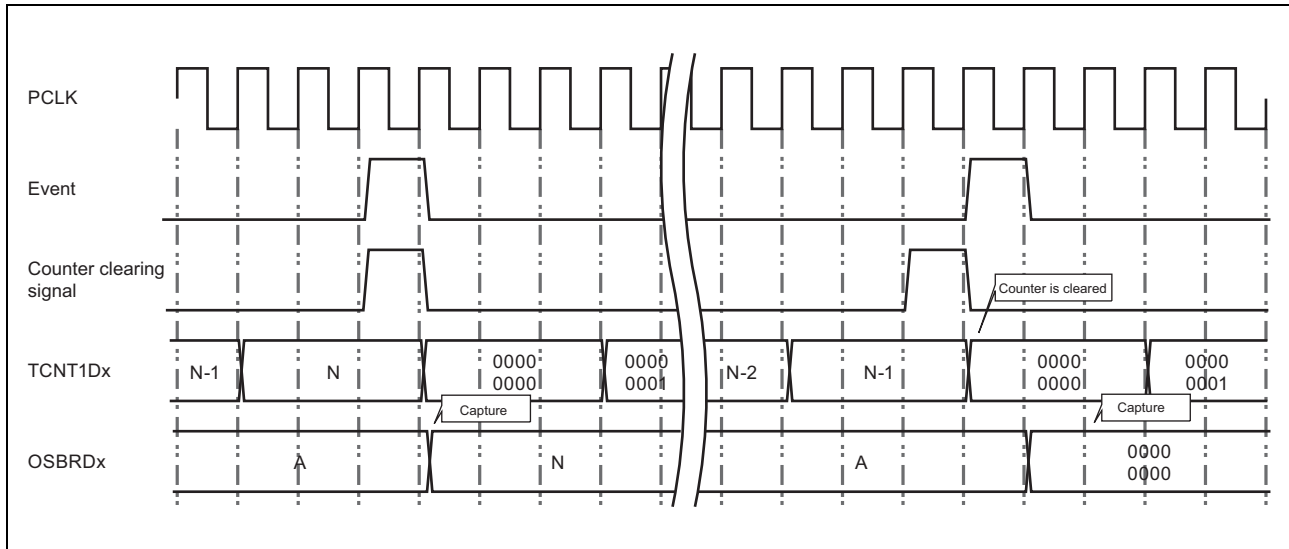 PCLK
Event
Counter clearing
signal
Counter is cleared
TCNT1Dx
N-1
N
0000
0000
0000
0001
N-2
N-1
0000
0000
0000
0001
Capture
Capture
OSBRDx
A
N
A
0000
0000